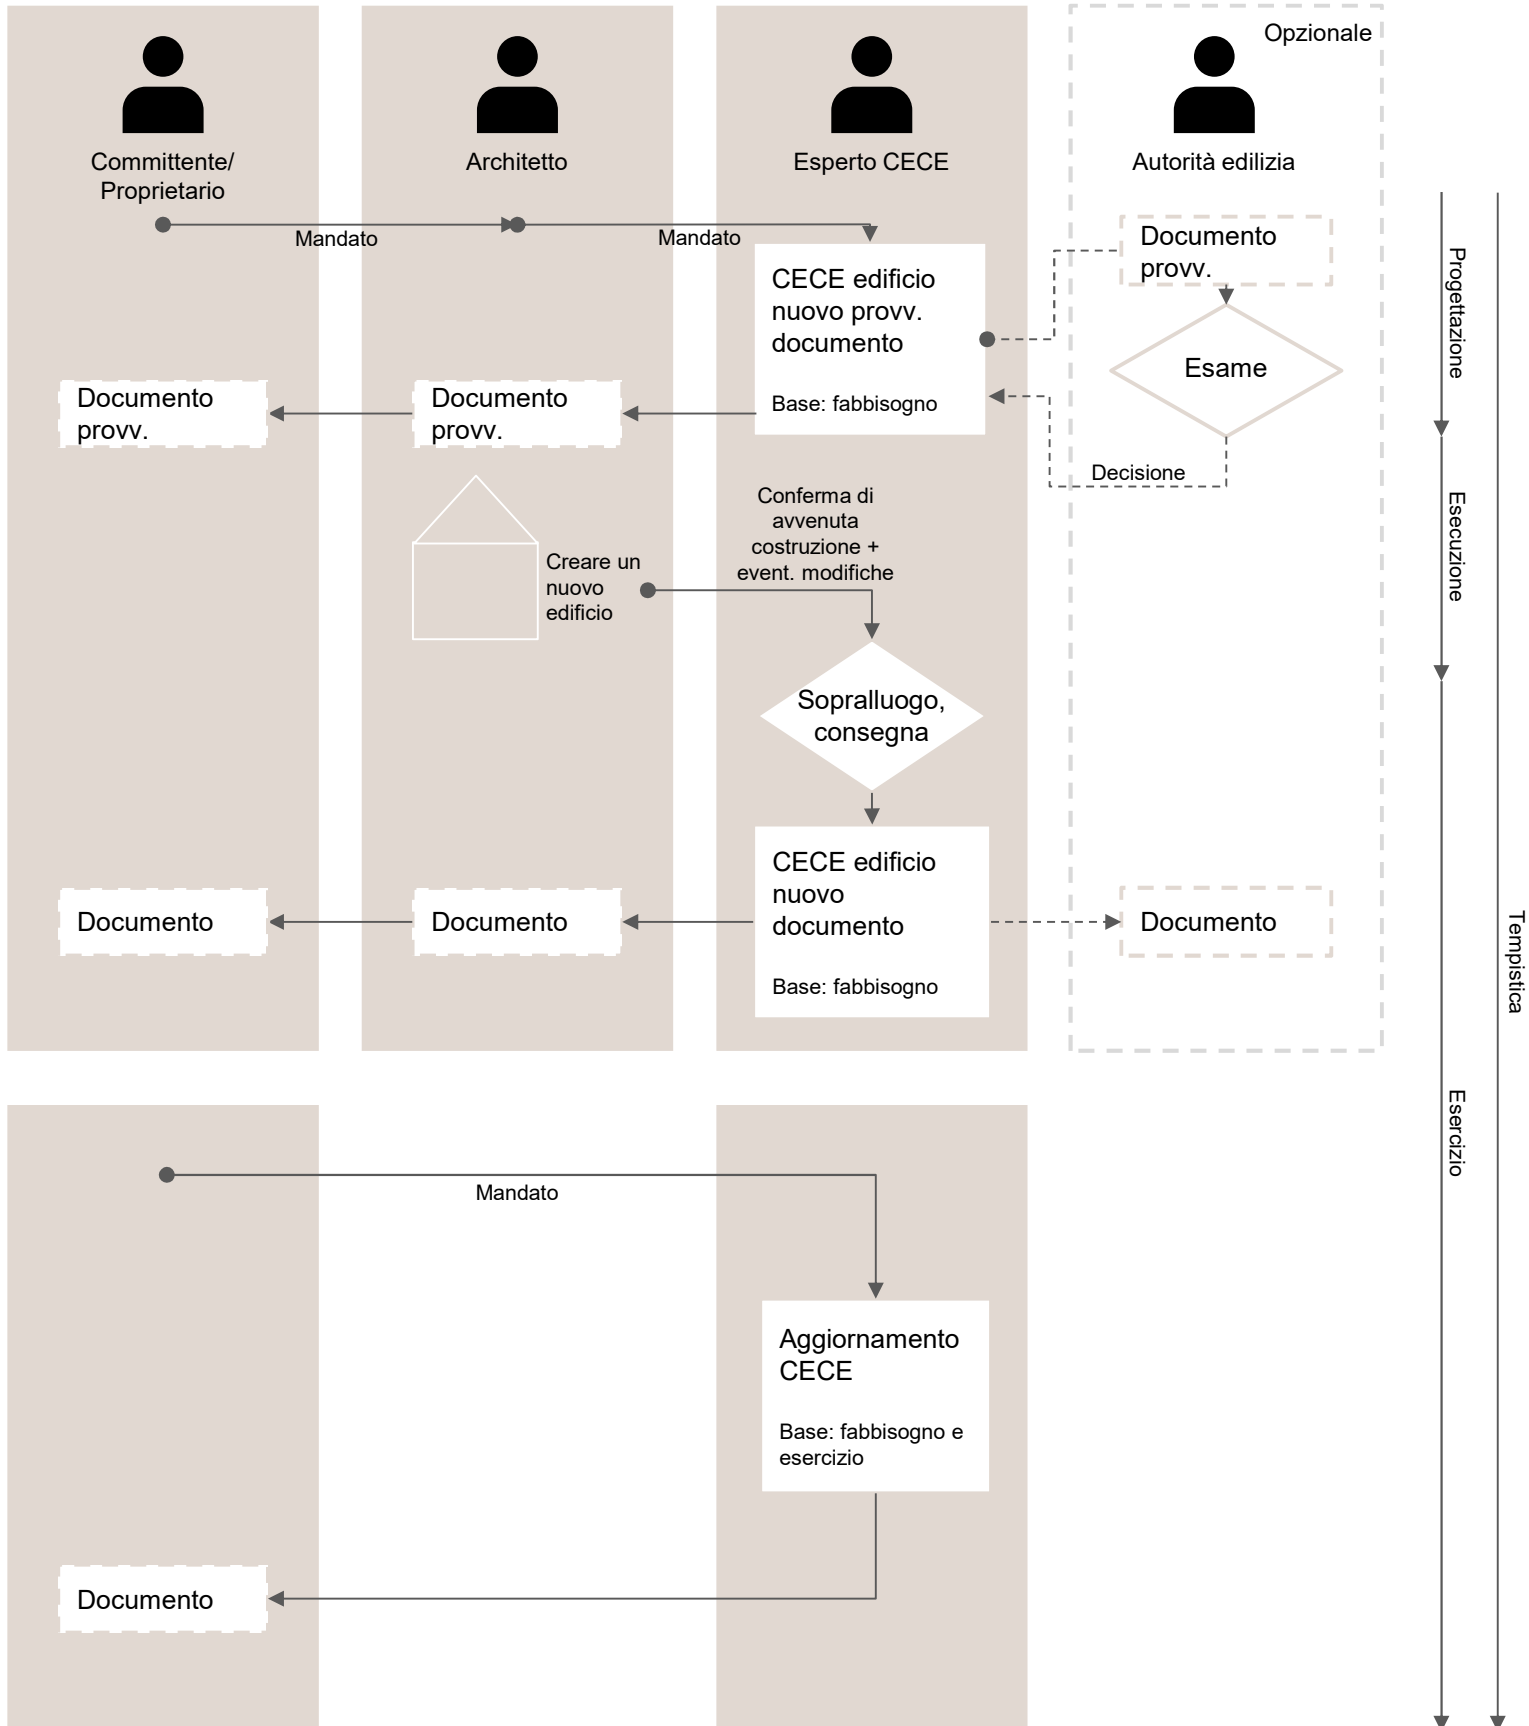 Opzionale
Committente/
Proprietario
Architetto
Esperto CECE
Autorità edilizia
Mandato
Mandato
CECE edificio
nuovo provv.
documento
Base: fabbisogno
Documento
provv.
Esame
Decisione
Documento
provv.
Documento
provv.
Creare un
nuovo
edificio
Conferma di
avvenuta
costruzione +
event. modifiche
Sopralluogo,
consegna
CECE edificio
nuovo
documento
Base: fabbisogno
Documento
Documento
Documento
Mandato
Aggiornamento
CECE
Base: fabbisogno e
esercizio
Documento
Progettazione
Esecuzione
Esercizio
Tempistica